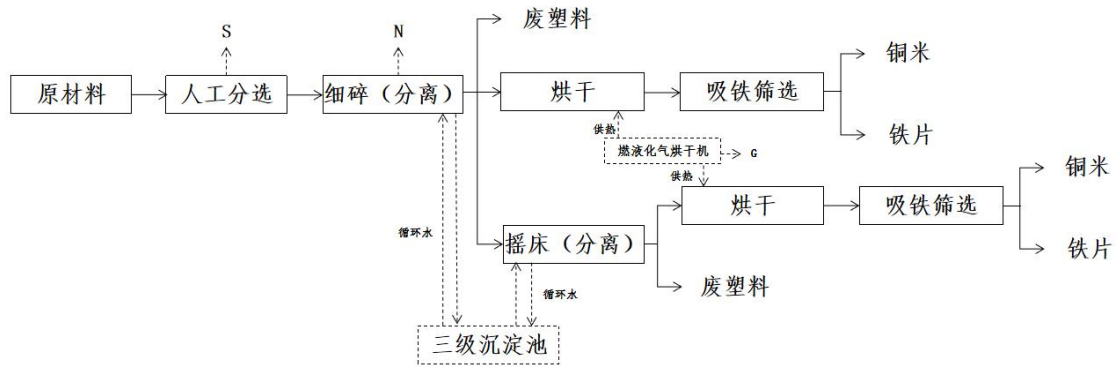 废塑料
S
N
铜米
原材料
人工分选
细碎（分离）
烘干
吸铁筛选
供热
铁片
燃液化气烘干机
G
供热
铜米
烘干
吸铁筛选
循环水
摇床（分离）
铁片
废塑料
循环水
三级沉淀池